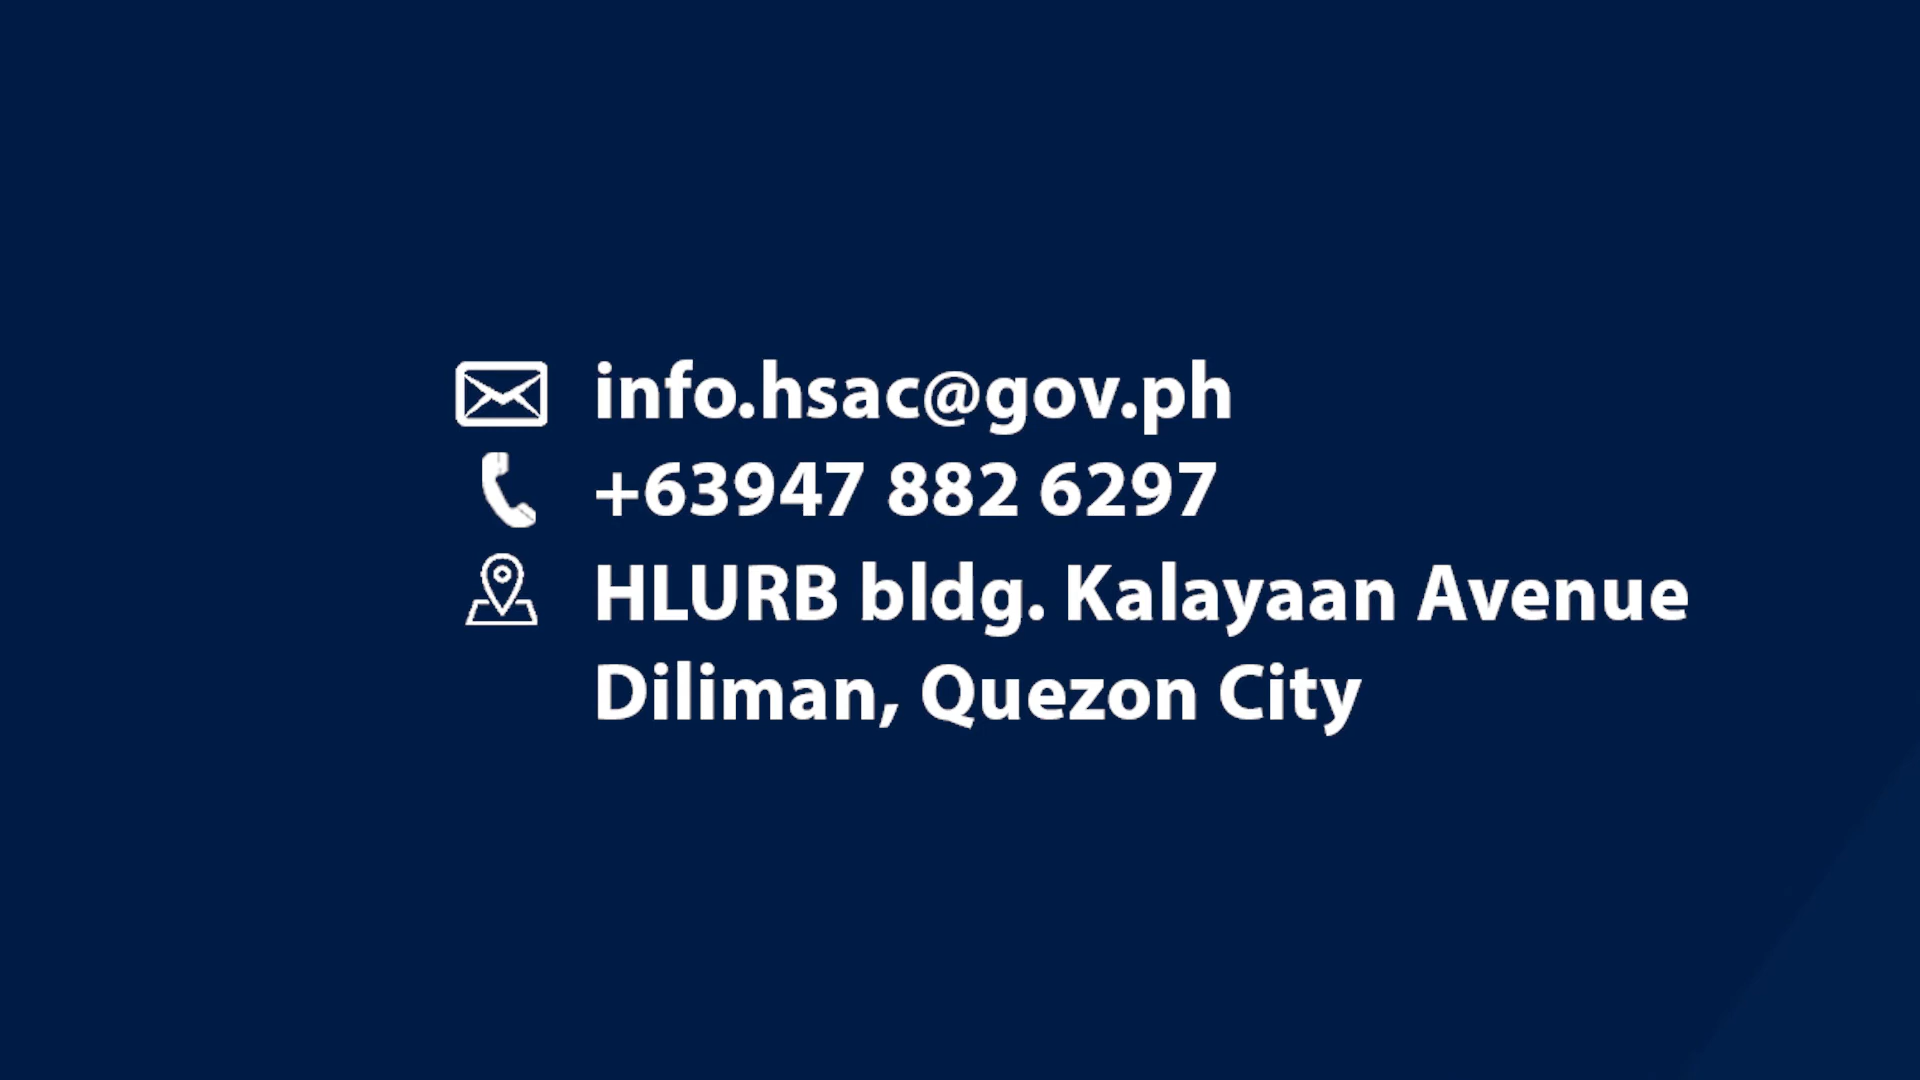 info.hsac@gov.ph
+63947 882 6297
HLURB bldg. Kalayaan Avenue
Diliman, Quezon City